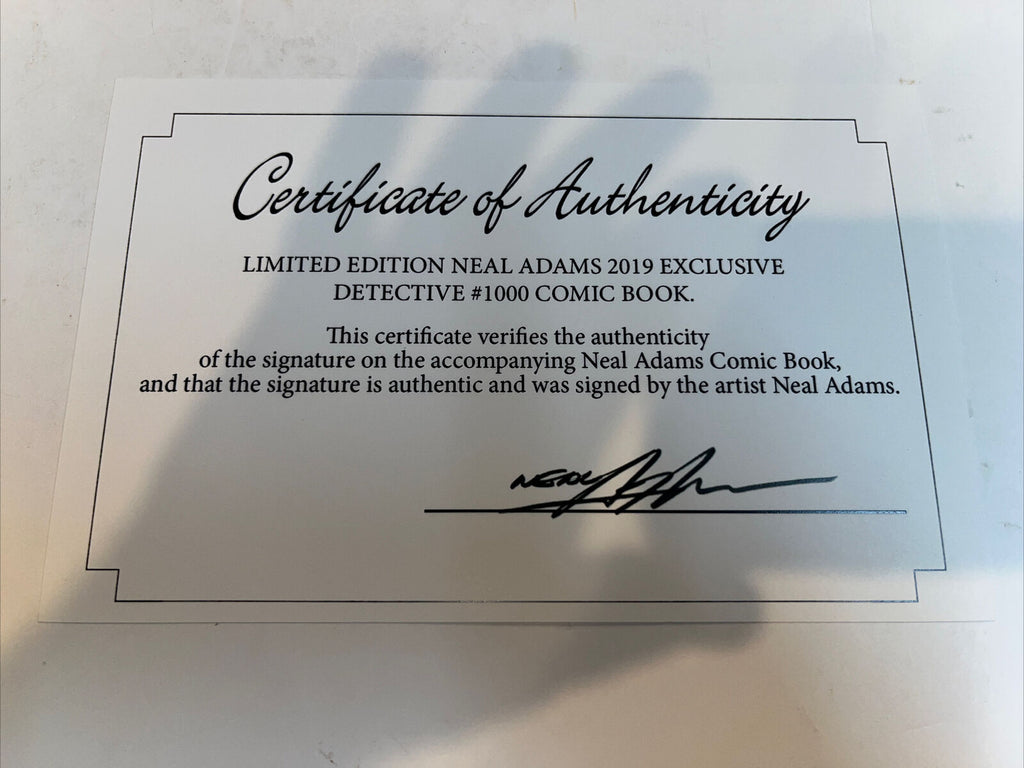 Certificate of Authenticity
LIMITED EDITION NEAL ADAMS 2019 EXCLUSIVE
DETECTIVE #1000 COMIC BOOK.
This certificate verifies the authenticity
of the signature on the accompanying Neal Adams Comic Book,
and that the signature is authentic and was signed by the artist Neal Adams.